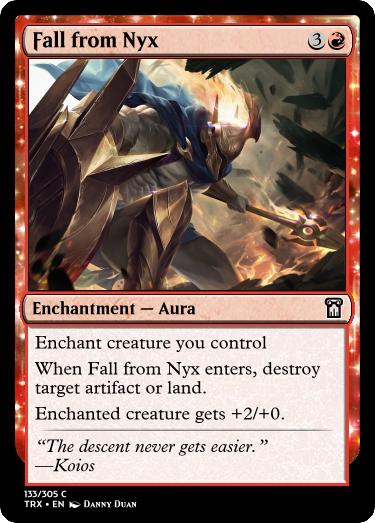 Fall from Nyx 3
Enchantment — Aura
Enchant creature you control
When Fall from Nyx enters, destroy
target artifact or land.
Enchanted creature gets +2/+0.
“The descent never gets easier.”
—Koios
133/305 C
TRX • EN Danny Duan